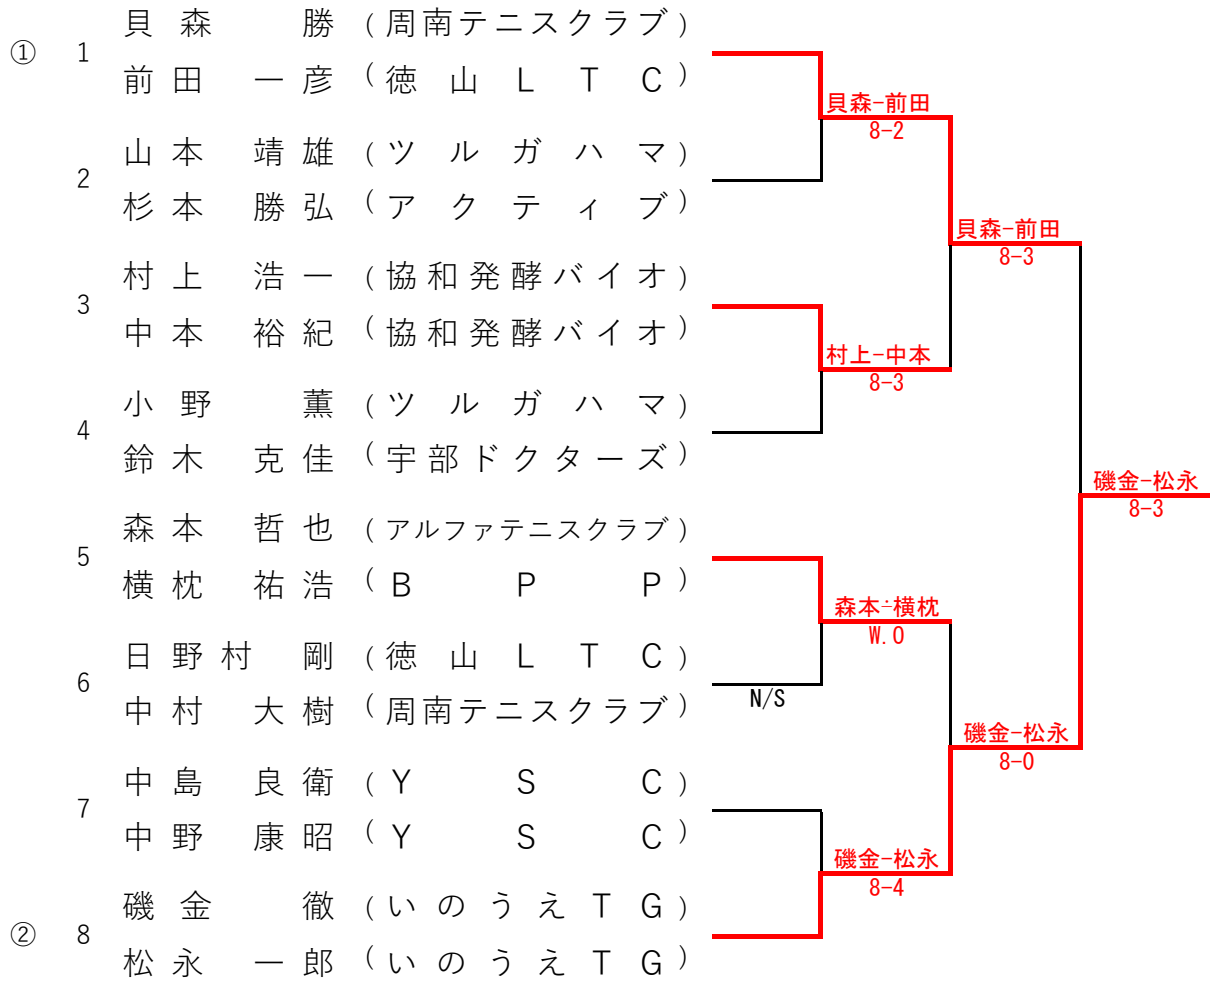 貝森 勝 (周南テニスクラブ)
① 1
前田 一彦 (徳山LTC)
山本 靖雄 (ツルガハマ)
2
杉本 勝弘 (アクティブ)
村上 浩一 (協和発酵バイオ)
3
中本 裕紀 (協和発酵バイオ)
小野 薫 (ツルガハマ)
4
鈴木 克佳 (宇部ドクターズ)
森本 哲也 (アルファテニスクラブ)
5
横枕 祐浩 (BPP)
日野村 剛 (徳山LTC)
6
中村 大樹 (周南テニスクラブ)
中島 良衛 (YSC)
7
中野 康昭 (YSC)
磯金 徹 (いのうえTG)
② 8
松永 一郎 (いのうえTG)
貝森-前田
8-2
村上-中本
8-3
森本-横枕
W.O
N/S
磯金-松永
8-4
貝森-前田
8-3
磯金-松永
8-0
磯金-松永
8-3